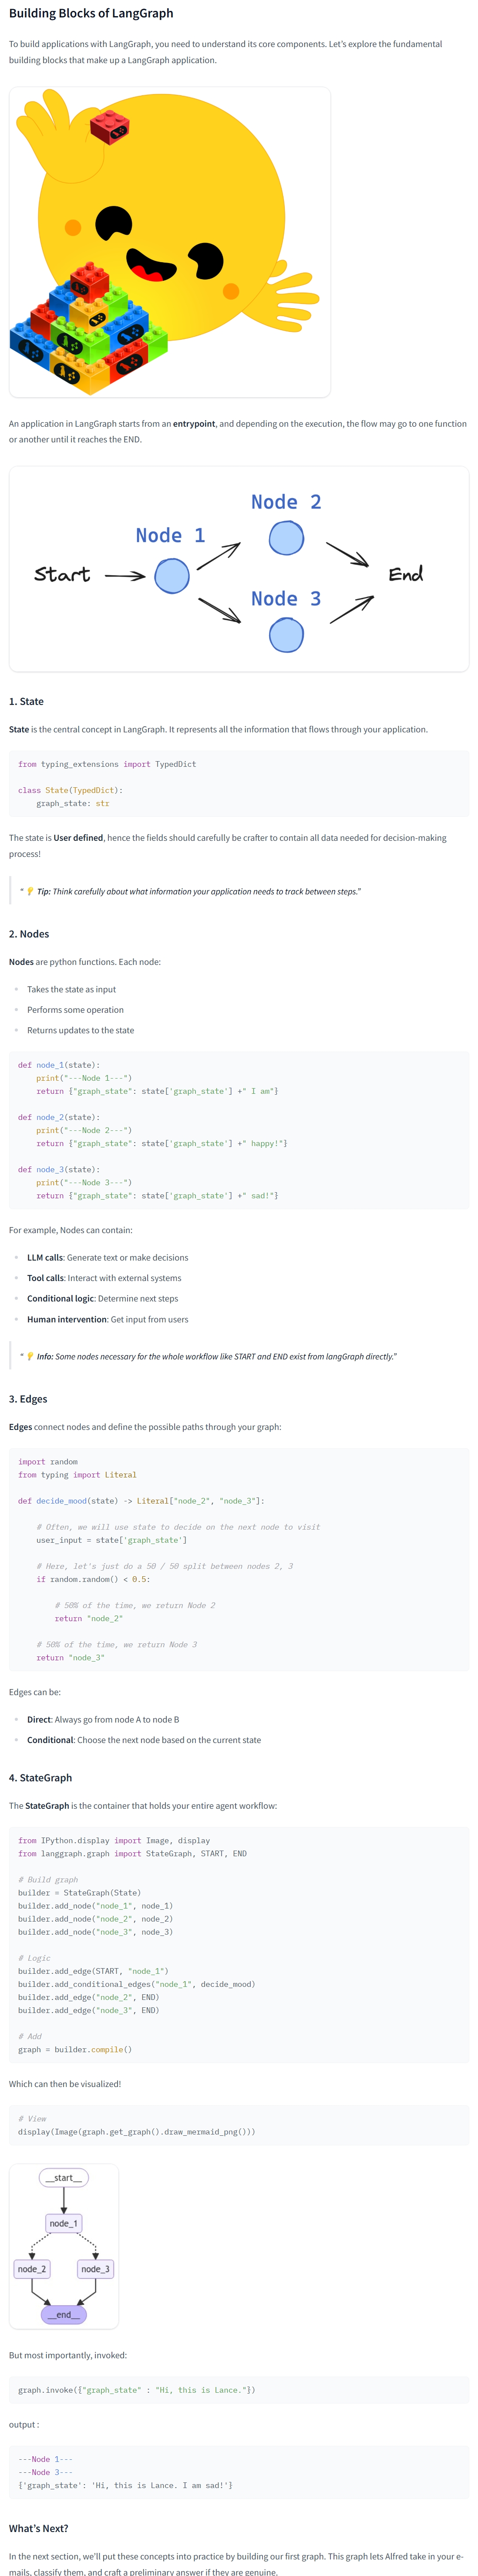 Building Blocks of LangGraph
To build applications with LangGraph, you need to understand its core components. Let’s explore the fundamental
building blocks that make up a LangGraph application.
An application in LangGraph starts from an entrypoint, and depending on the execution, the flow may go to one function
or another until it reaches the END.
Node 2
Node 1
Start
End
Node 3
1. State
State is the central concept in LangGraph. It represents all the information that flows through your application.
from typing_extensions import TypedDict
class State(TypedDict):
    graph_state: str
The state is User defined, hence the fields should carefully be crafter to contain all data needed for decision-making
process!
“ 💡 Tip: Think carefully about what information your application needs to track between steps.”
2. Nodes
Nodes are python functions. Each node:
Takes the state as input
Performs some operation
Returns updates to the state
def node_1(state):
    print("---Node 1---")
    return {"graph_state": state['graph_state'] +" I am"}
def node_2(state):
    print("---Node 2---")
    return {"graph_state": state['graph_state'] +" happy!"}
def node_3(state):
    print("---Node 3---")
    return {"graph_state": state['graph_state'] +" sad!"}
For example, Nodes can contain:
LLM calls: Generate text or make decisions
Tool calls: Interact with external systems
Conditional logic: Determine next steps
Human intervention: Get input from users
“ 💡 Info: Some nodes necessary for the whole workflow like START and END exist from langGraph directly.”
3. Edges
Edges connect nodes and define the possible paths through your graph:
import random
from typing import Literal
def decide_mood(state) -> Literal["node_2", "node_3"]:
    # Often, we will use state to decide on the next node to visit
    user_input = state['graph_state']
    # Here, let's just do a 50 / 50 split between nodes 2, 3
    if random.random() < 0.5:
        # 50% of the time, we return Node 2
        return "node_2"
    # 50% of the time, we return Node 3
    return "node_3"
Edges can be:
Direct: Always go from node A to node B
Conditional: Choose the next node based on the current state
4. StateGraph
The StateGraph is the container that holds your entire agent workflow:
from IPython.display import Image, display
from langgraph.graph import StateGraph, START, END
# Build graph
builder = StateGraph(State)
builder.add_node("node_1", node_1)
builder.add_node("node_2", node_2)
builder.add_node("node_3", node_3)
# Logic
builder.add_edge(START, "node_1")
builder.add_conditional_edges("node_1", decide_mood)
builder.add_edge("node_2", END)
builder.add_edge("node_3", END)
# Add
graph = builder.compile()
Which can then be visualized!
# View
display(Image(graph.get_graph().draw_mermaid_png()))
__start__
node_1
node_2 node_3
__end__
But most importantly, invoked:
graph.invoke({"graph_state" : "Hi, this is Lance."})
output :
---Node 1---
---Node 3---
{'graph_state': 'Hi, this is Lance. I am sad!'}
What’s Next?
In the next section, we’ll put these concepts into practice by building our first graph. This graph lets Alfred take in your e-
mails, classify them, and craft a preliminary answer if they are genuine.